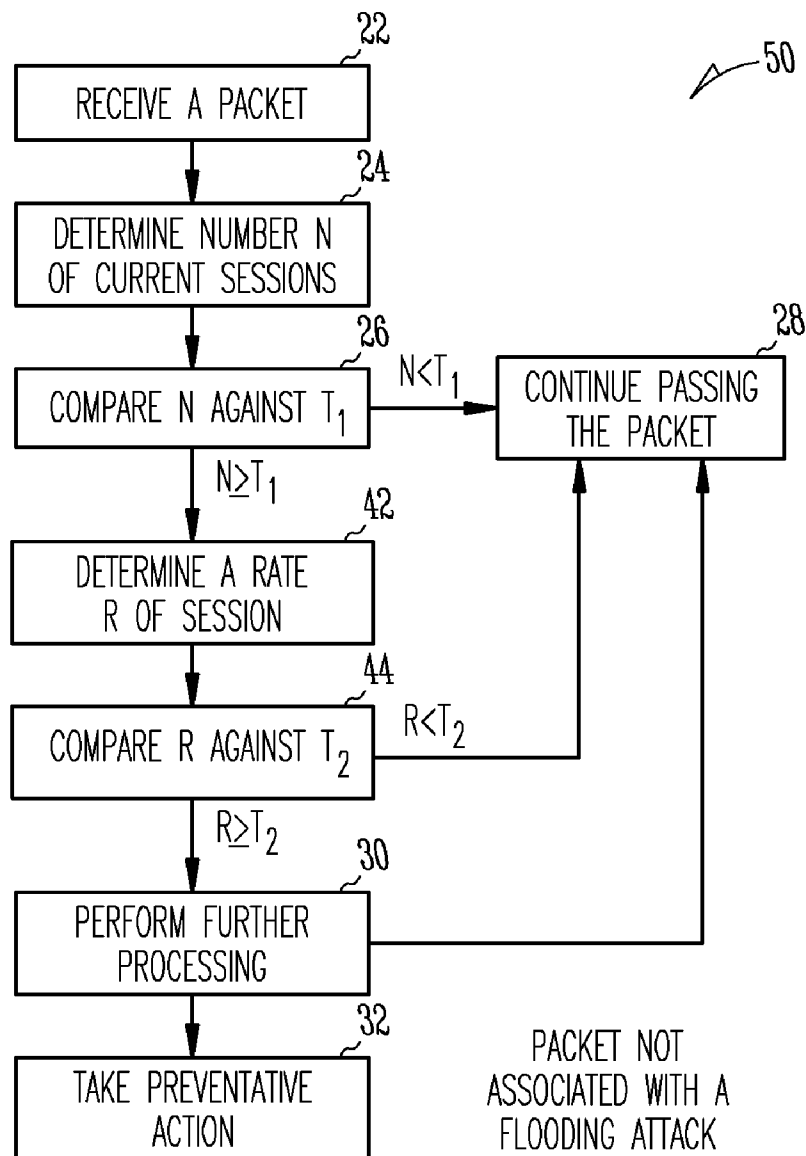 22
50
RECEIVE A PACKET
24
DETERMINE NUMBER N
OF CURRENT SESSIONS
26
28
COMPARE N AGAINST T₁
N<T₁
CONTINUE PASSING
THE PACKET
N≥T₁
42
DETERMINE A RATE
R OF SESSION
44
COMPARE R AGAINST T₂
R<T₂
R≥T₂
30
PERFORM FURTHER
PROCESSING
32
TAKE PREVENTATIVE
ACTION
PACKET NOT
ASSOCIATED WITH A
FLOODING ATTACK